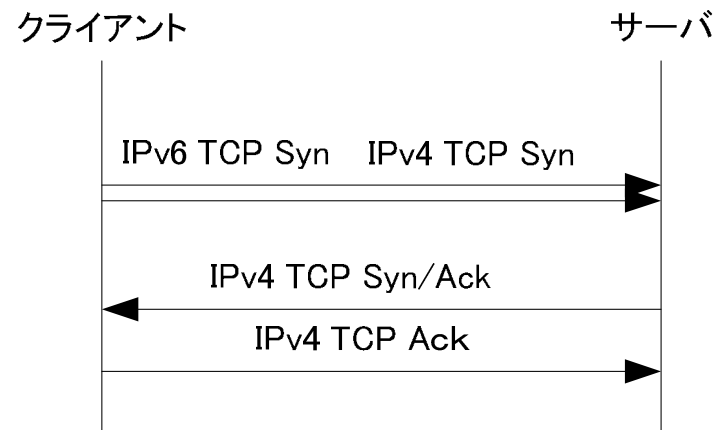 クライアント サーバ
IPv6 TCP Syn IPv4 TCP Syn
IPv4 TCP Syn/Ack
IPv4 TCP Ack